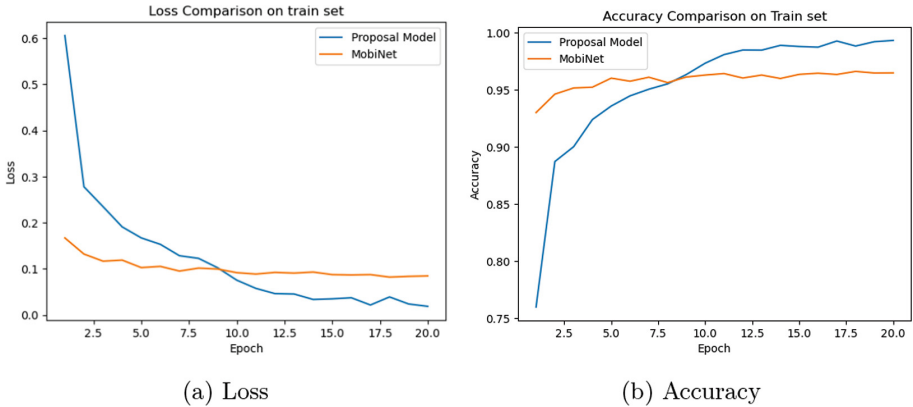 Loss Comparison on train set
Proposal Model
MobiNet
0.6
0.5
0.4
0.3
0.2
0.1
0.0
Loss
2.5 5.0 7.5 10.0 12.5 15.0 17.5 20.0
Epoch
(a) Loss
Accuracy Comparison on Train set
Proposal Model
MobiNet
1.00
0.95
0.90
0.85
0.80
0.75
Accuracy
2.5 5.0 7.5 10.0 12.5 15.0 17.5 20.0
Epoch
(b) Accuracy